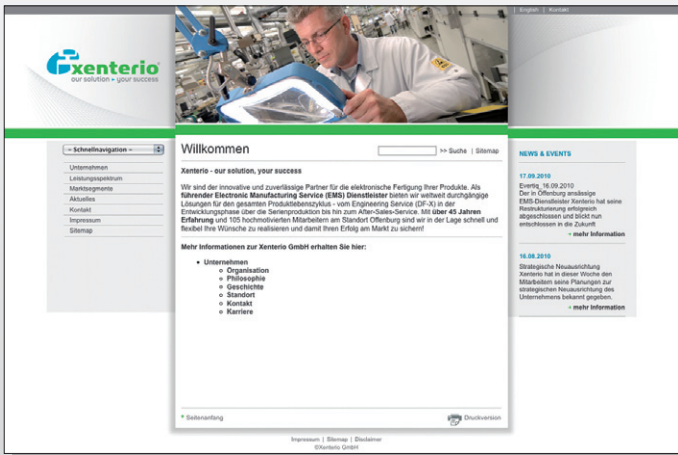 | English | Kontakt
xenterio®
our solution + your success
- Schnellnavigation -
Unternehmen
Leistungsspektrum
Marktsegmente
Aktuelles
Kontakt
Impressum
Sitemap
Willkommen
>> Suche | Sitemap
Xenterio - our solution, your success
Wir sind der innovative und zuverlässige Partner für die elektronische Fertigung Ihrer Produkte. Als
führender Electronic Manufacturing Service (EMS) Dienstleister bieten wir weltweit durchgängige
Lösungen für den gesamten Produktlebenszyklus - vom Engineering Service (DF-X) in der
Entwicklungsphase über die Serienproduktion bis hin zum After-Sales-Service. Mit über 45 Jahren
Erfahrung und 105 hochmotivierten Mitarbeitern am Standort Offenburg sind wir in der Lage schnell und
flexibel Ihre Wünsche zu realisieren und damit Ihren Erfolg am Markt zu sichern!
Mehr Informationen zur Xenterio GmbH erhalten Sie hier:
• Unternehmen
o Organisation
o Philosophie
o Geschichte
o Standort
o Kontakt
o Karriere
Seitenanfang
Druckversion
NEWS & EVENTS
17.09.2010
Evertiq_16.09.2010
Der in Offenburg ansässige
EMS-Dienstleister Xenterio hat seine
Restrukturierung erfolgreich
abgeschlossen und blickt nun
entschlossen in die Zukunft
mehr Information
16.08.2010
Strategische Neuausrichtung
Xenterio hat in dieser Woche den
Mitarbeitern seine Planungen zur
strategischen Neuausrichtung des
Unternehmens bekannt gegeben.
mehr Information
Impressum | Sitemap | Disclaimer
©Xenterio GmbH